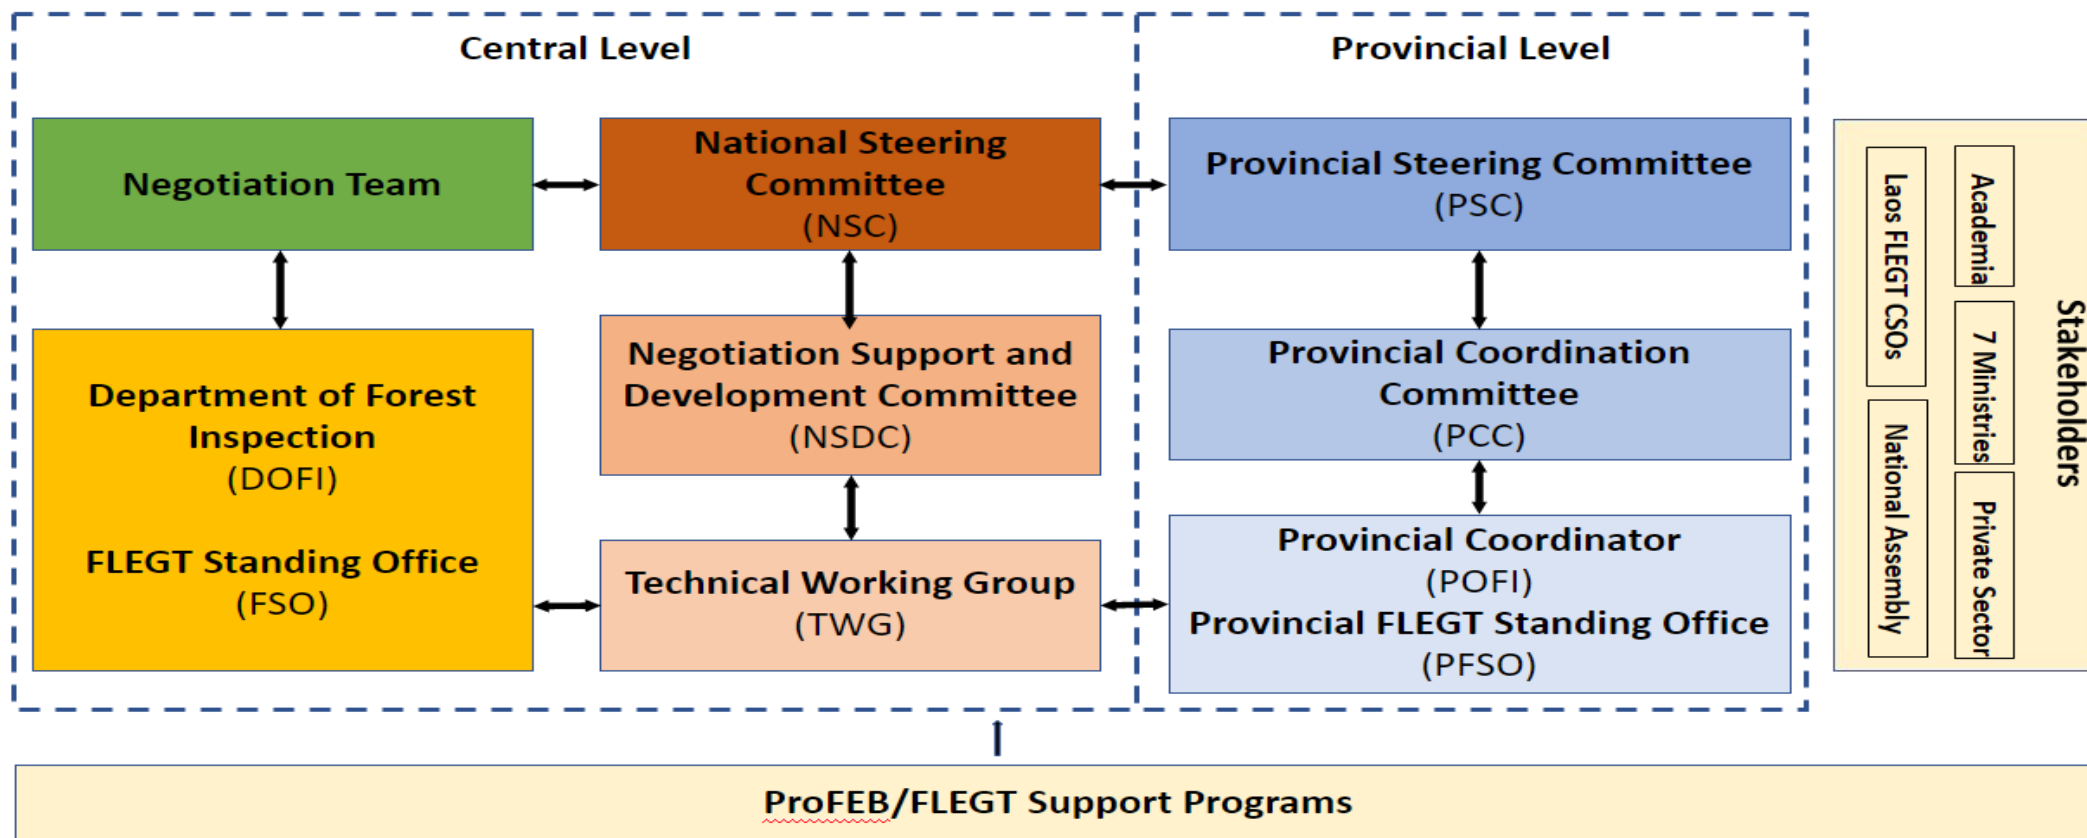 Central Level
Provincial Level
Negotiation Team
National Steering
Committee
(NSC)
Provincial Steering Committee
(PSC)
Department of Forest
Inspection
(DOFI)
FLEGT Standing Office
(FSO)
Negotiation Support and
Development Committee
(NSDC)
Technical Working Group
(TWG)
Provincial Coordination
Committee
(PCC)
Provincial Coordinator
(POFI)
Provincial FLEGT Standing Office
(PFSO)
Stakeholders
Academia
7 Ministries
Private Sector
Laos FLEGT CSOs
National Assembly
ProFEB/FLEGT Support Programs